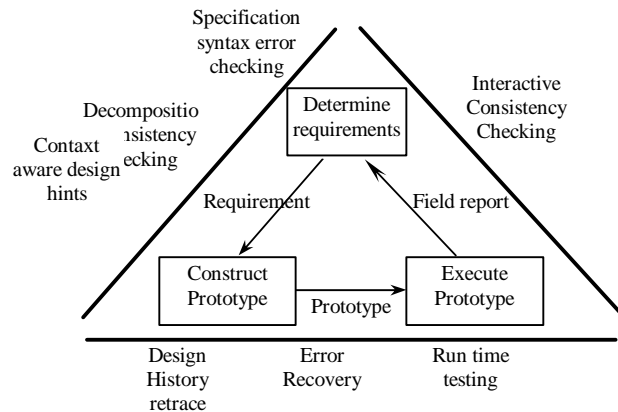 Specification
syntax error
checking
Determine
requirements
Interactive
Consistency
Checking
Decompositio
nsistency
ecking
Contaxt
aware design
hints
Requirement
Field report
Construct
Prototype
Prototype
Execute
Prototype
Design
History
retrace
Error
Recovery
Run time
testing